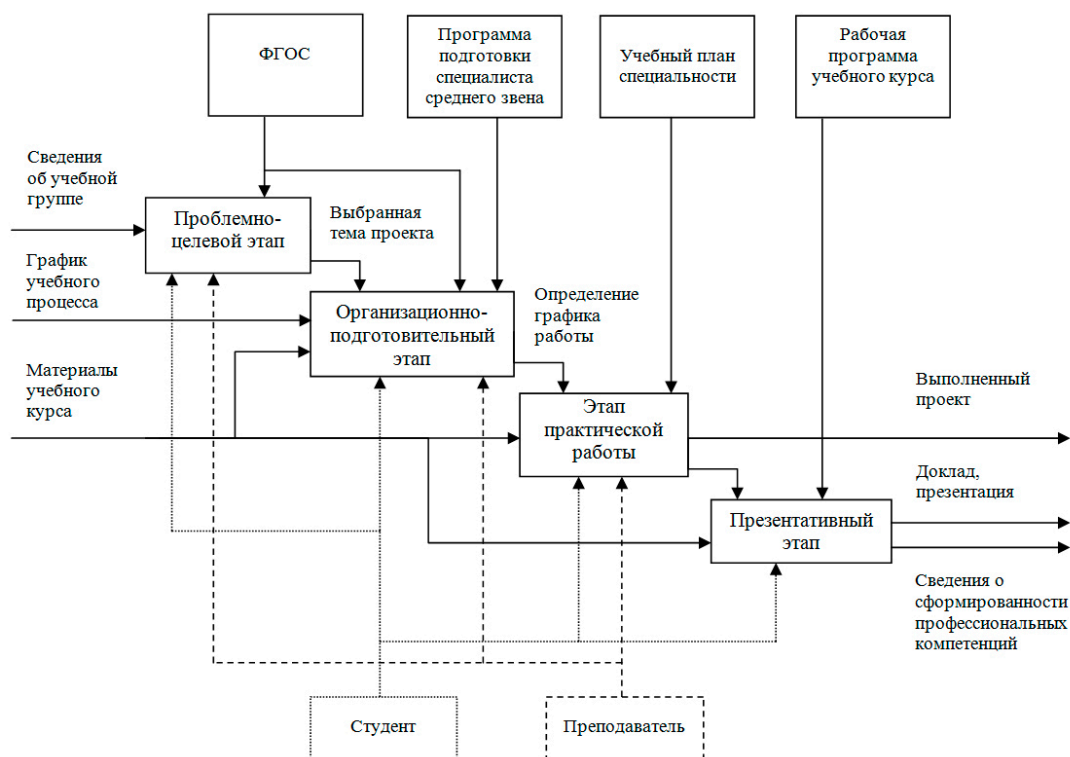 ФГОС
Программа
подготовки
специалиста
среднего звена
Учебный план
специальности
Рабочая
программа
учебного курса
Сведения
об учебной
группе
Проблемно-
целевой этап
Выбранная
тема проекта
График
учебного
процесса
Организационно-
подготовительный
этап
Определение
графика
работы
Материалы
учебного
курса
Этап
практической
работы
Выполненный
проект
Доклад,
презентация
Презентативный
этап
Сведения о
сформированности
профессиональных
компетенций
Студент
Преподаватель